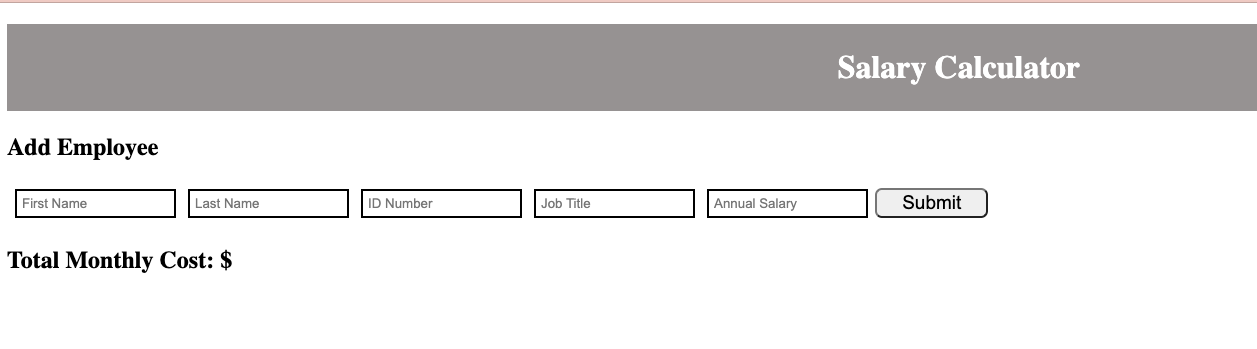 Salary Calculator
Add Employee
First Name Last Name ID Number Job Title Annual Salary Submit
Total Monthly Cost: $